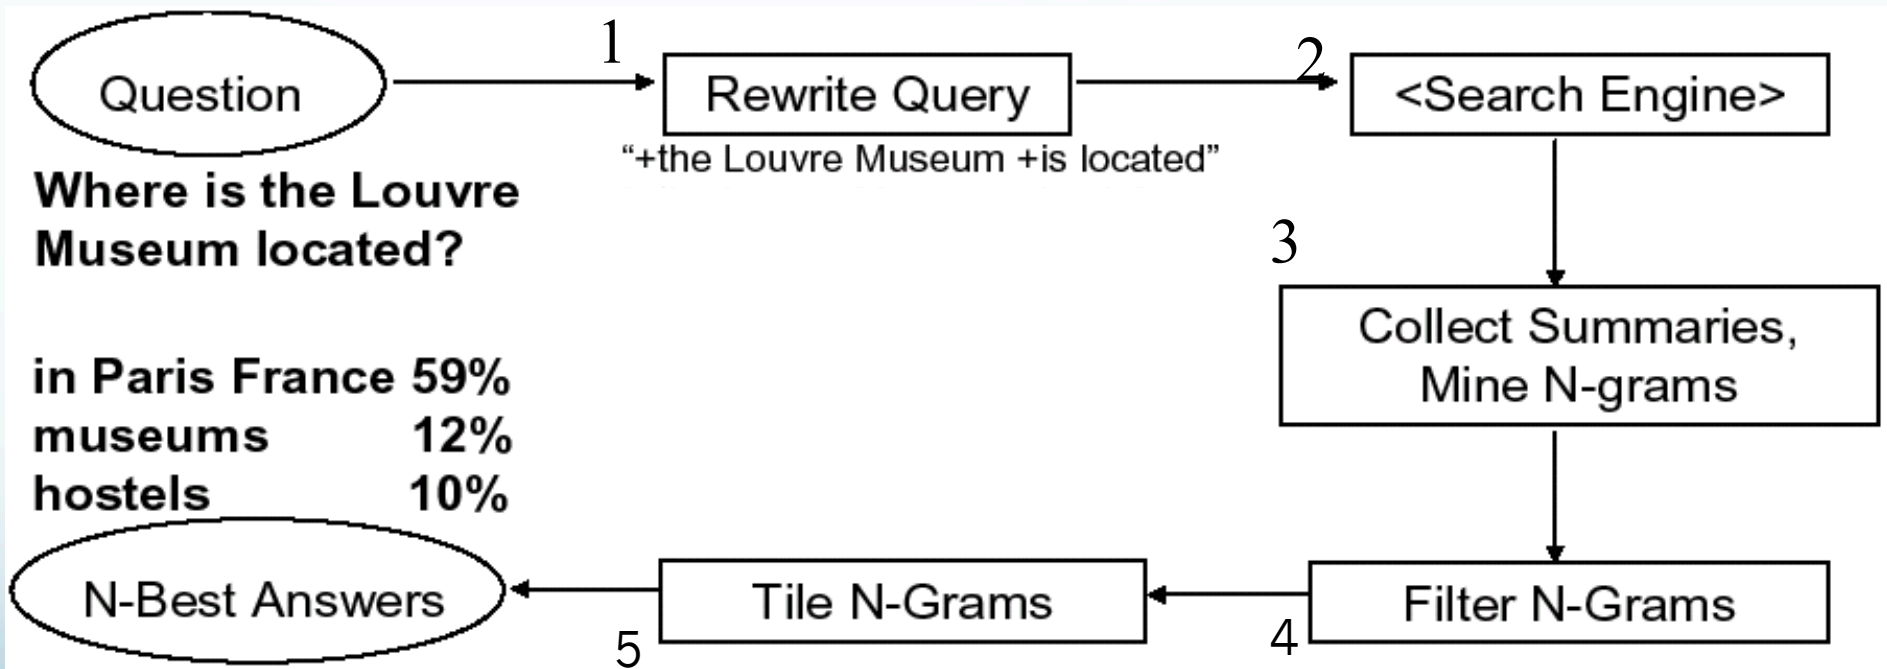 Question
1
Rewrite Query
2
<Search Engine>
"+the Louvre Museum +is located"
Where is the Louvre
Museum located?
3
Collect Summaries,
Mine N-grams
in Paris France 59%
museums 12%
hostels 10%
N-Best Answers
5
Tile N-Grams
4
Filter N-Grams